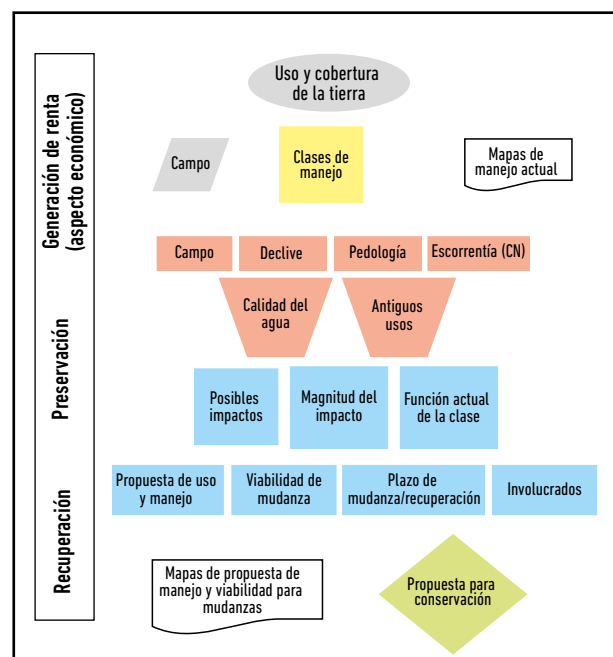 Uso y cobertura
de la tierra
Generación de renta
(aspecto económico)
Campo
Clases de
manejo
Mapas de
manejo actual
Campo
Declive
Pedología
Escorrentía (CN)
Calidad del
agua
Antiguos
usos
Preservación
Posibles
impactos
Magnitud del
impacto
Función actual
de la clase
Recuperación
Propuesta de uso
y manejo
Viabilidad de
mudanza
Plazo de
mudanza/recuperación
Involucrados
Mapas de propuesta de
manejo y viabilidad para
mudanzas
Propuesta para
conservación